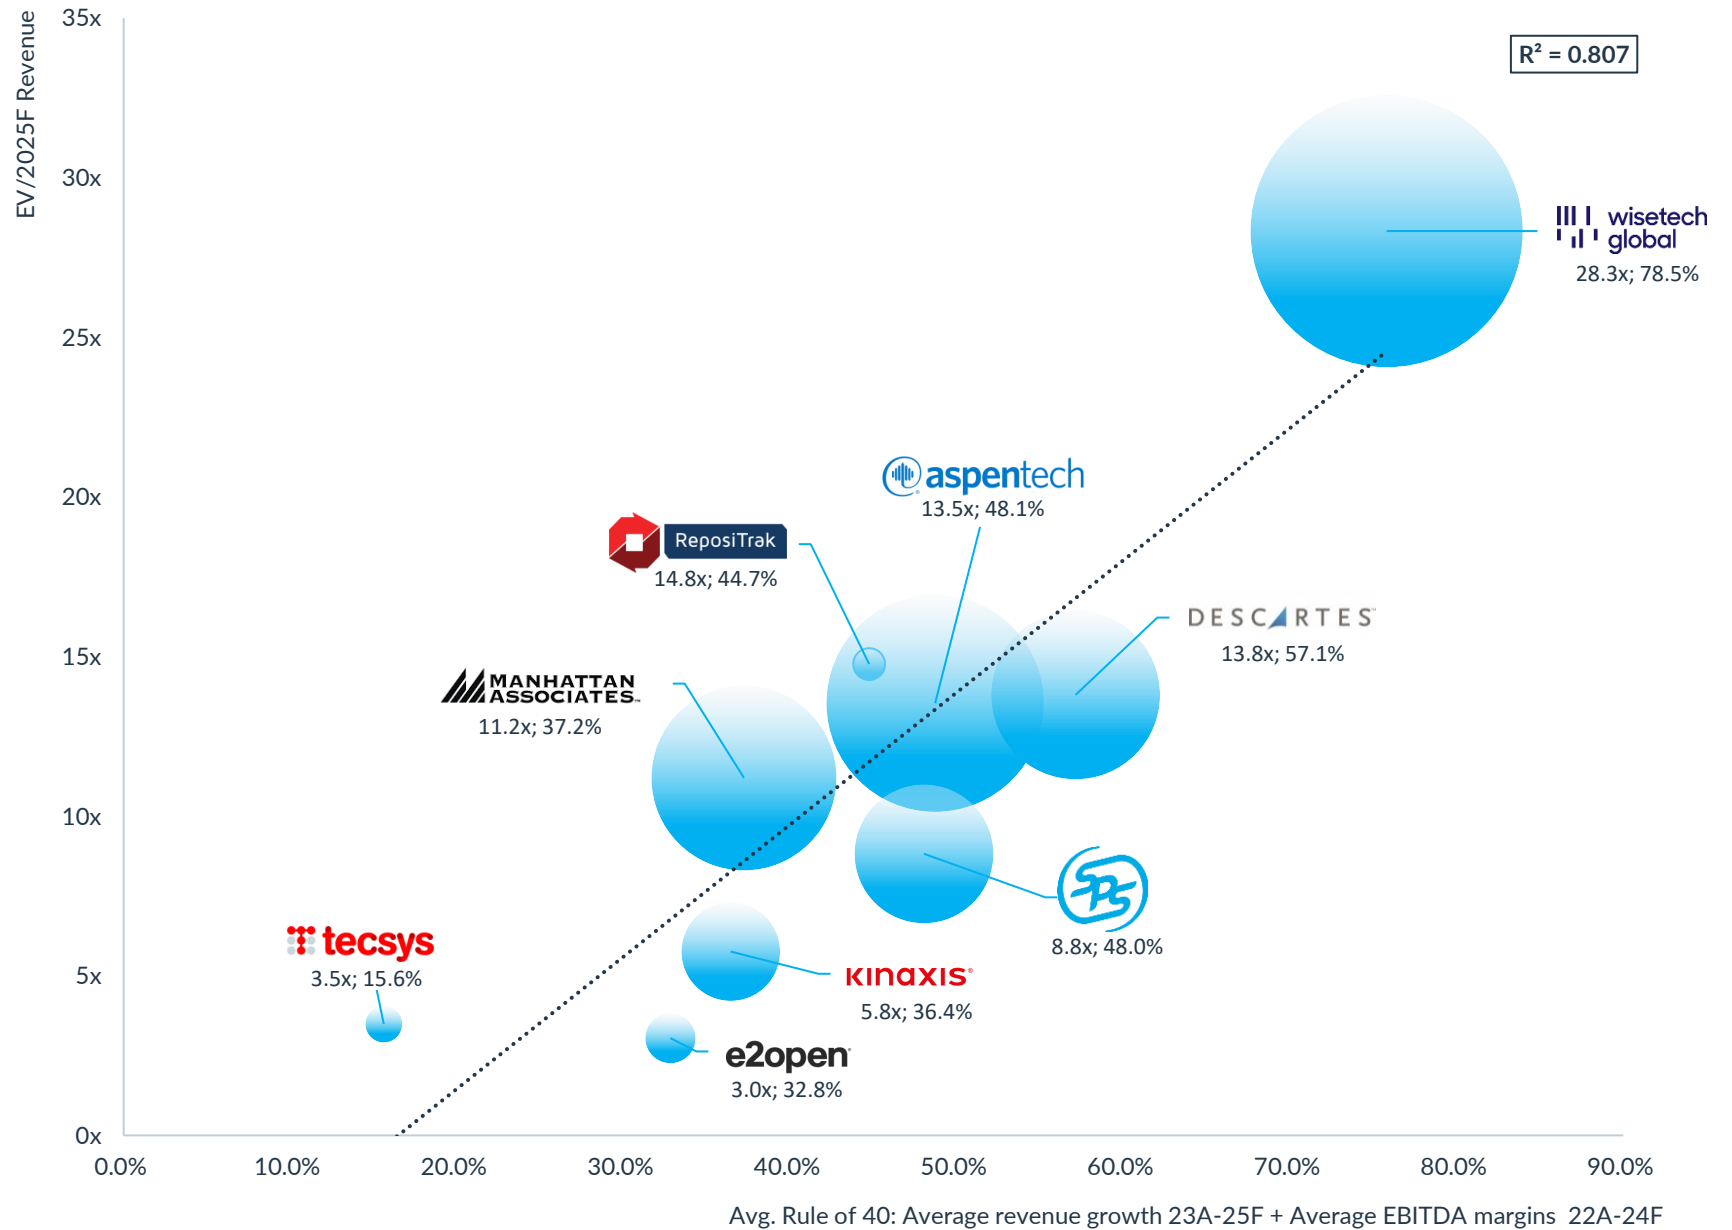 EV/2025F Revenue
35x
30x
25x
20x
15x
10x
5x
0x
R² = 0.807
wisetech
global
28.3x; 78.5%
aspentech
13.5x; 48.1%
ReposiTrak
14.8x; 44.7%
DESCARTES™
13.8x; 57.1%
MANHATTAN
ASSOCIATES™
11.2x; 37.2%
SPS
8.8x; 48.0%
tecsys
3.5x; 15.6%
KINAXIS®
5.8x; 36.4%
e2open
3.0x; 32.8%
0.0% 10.0% 20.0% 30.0% 40.0% 50.0% 60.0% 70.0% 80.0% 90.0%
Avg. Rule of 40: Average revenue growth 23A-25F + Average EBITDA margins 22A-24F